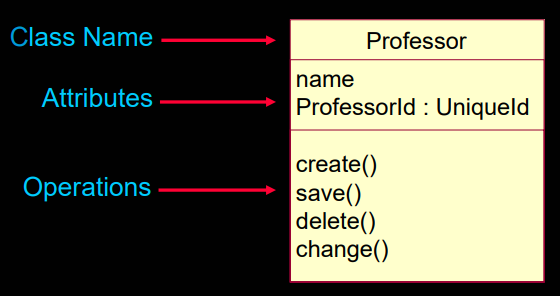 Class Name
Professor
Attributes
name
ProfessorId : UniqueId
Operations
create()
save()
delete()
change()